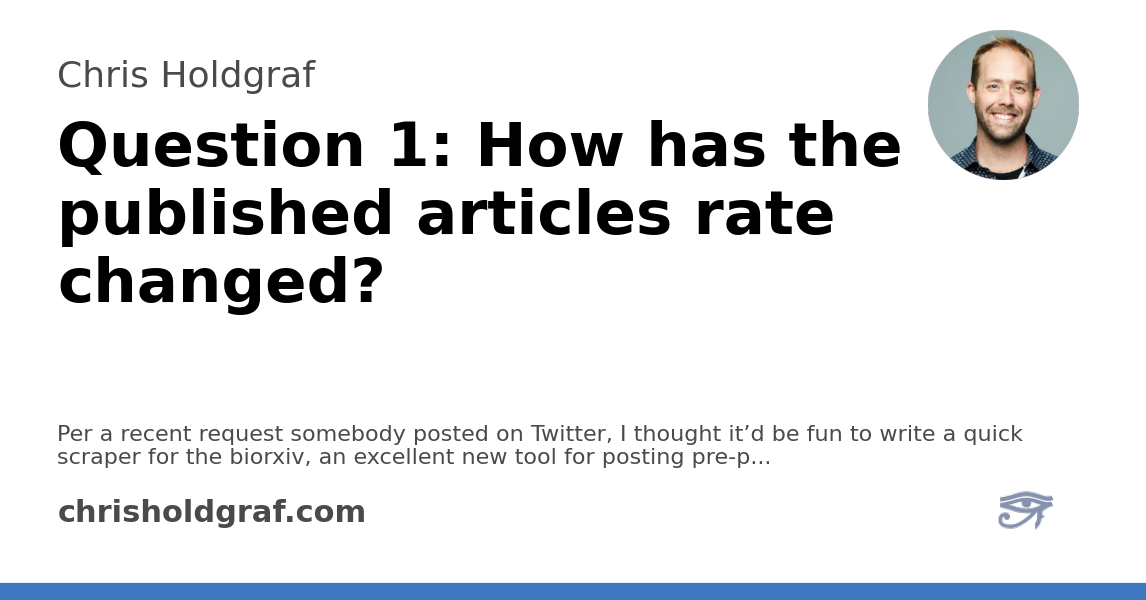 Chris Holdgraf
Question 1: How has the
published articles rate
changed?
Per a recent request somebody posted on Twitter, I thought it’d be fun to write a quick
scraper for the biorxiv, an excellent new tool for posting pre-p...
chrisholdgraf.com